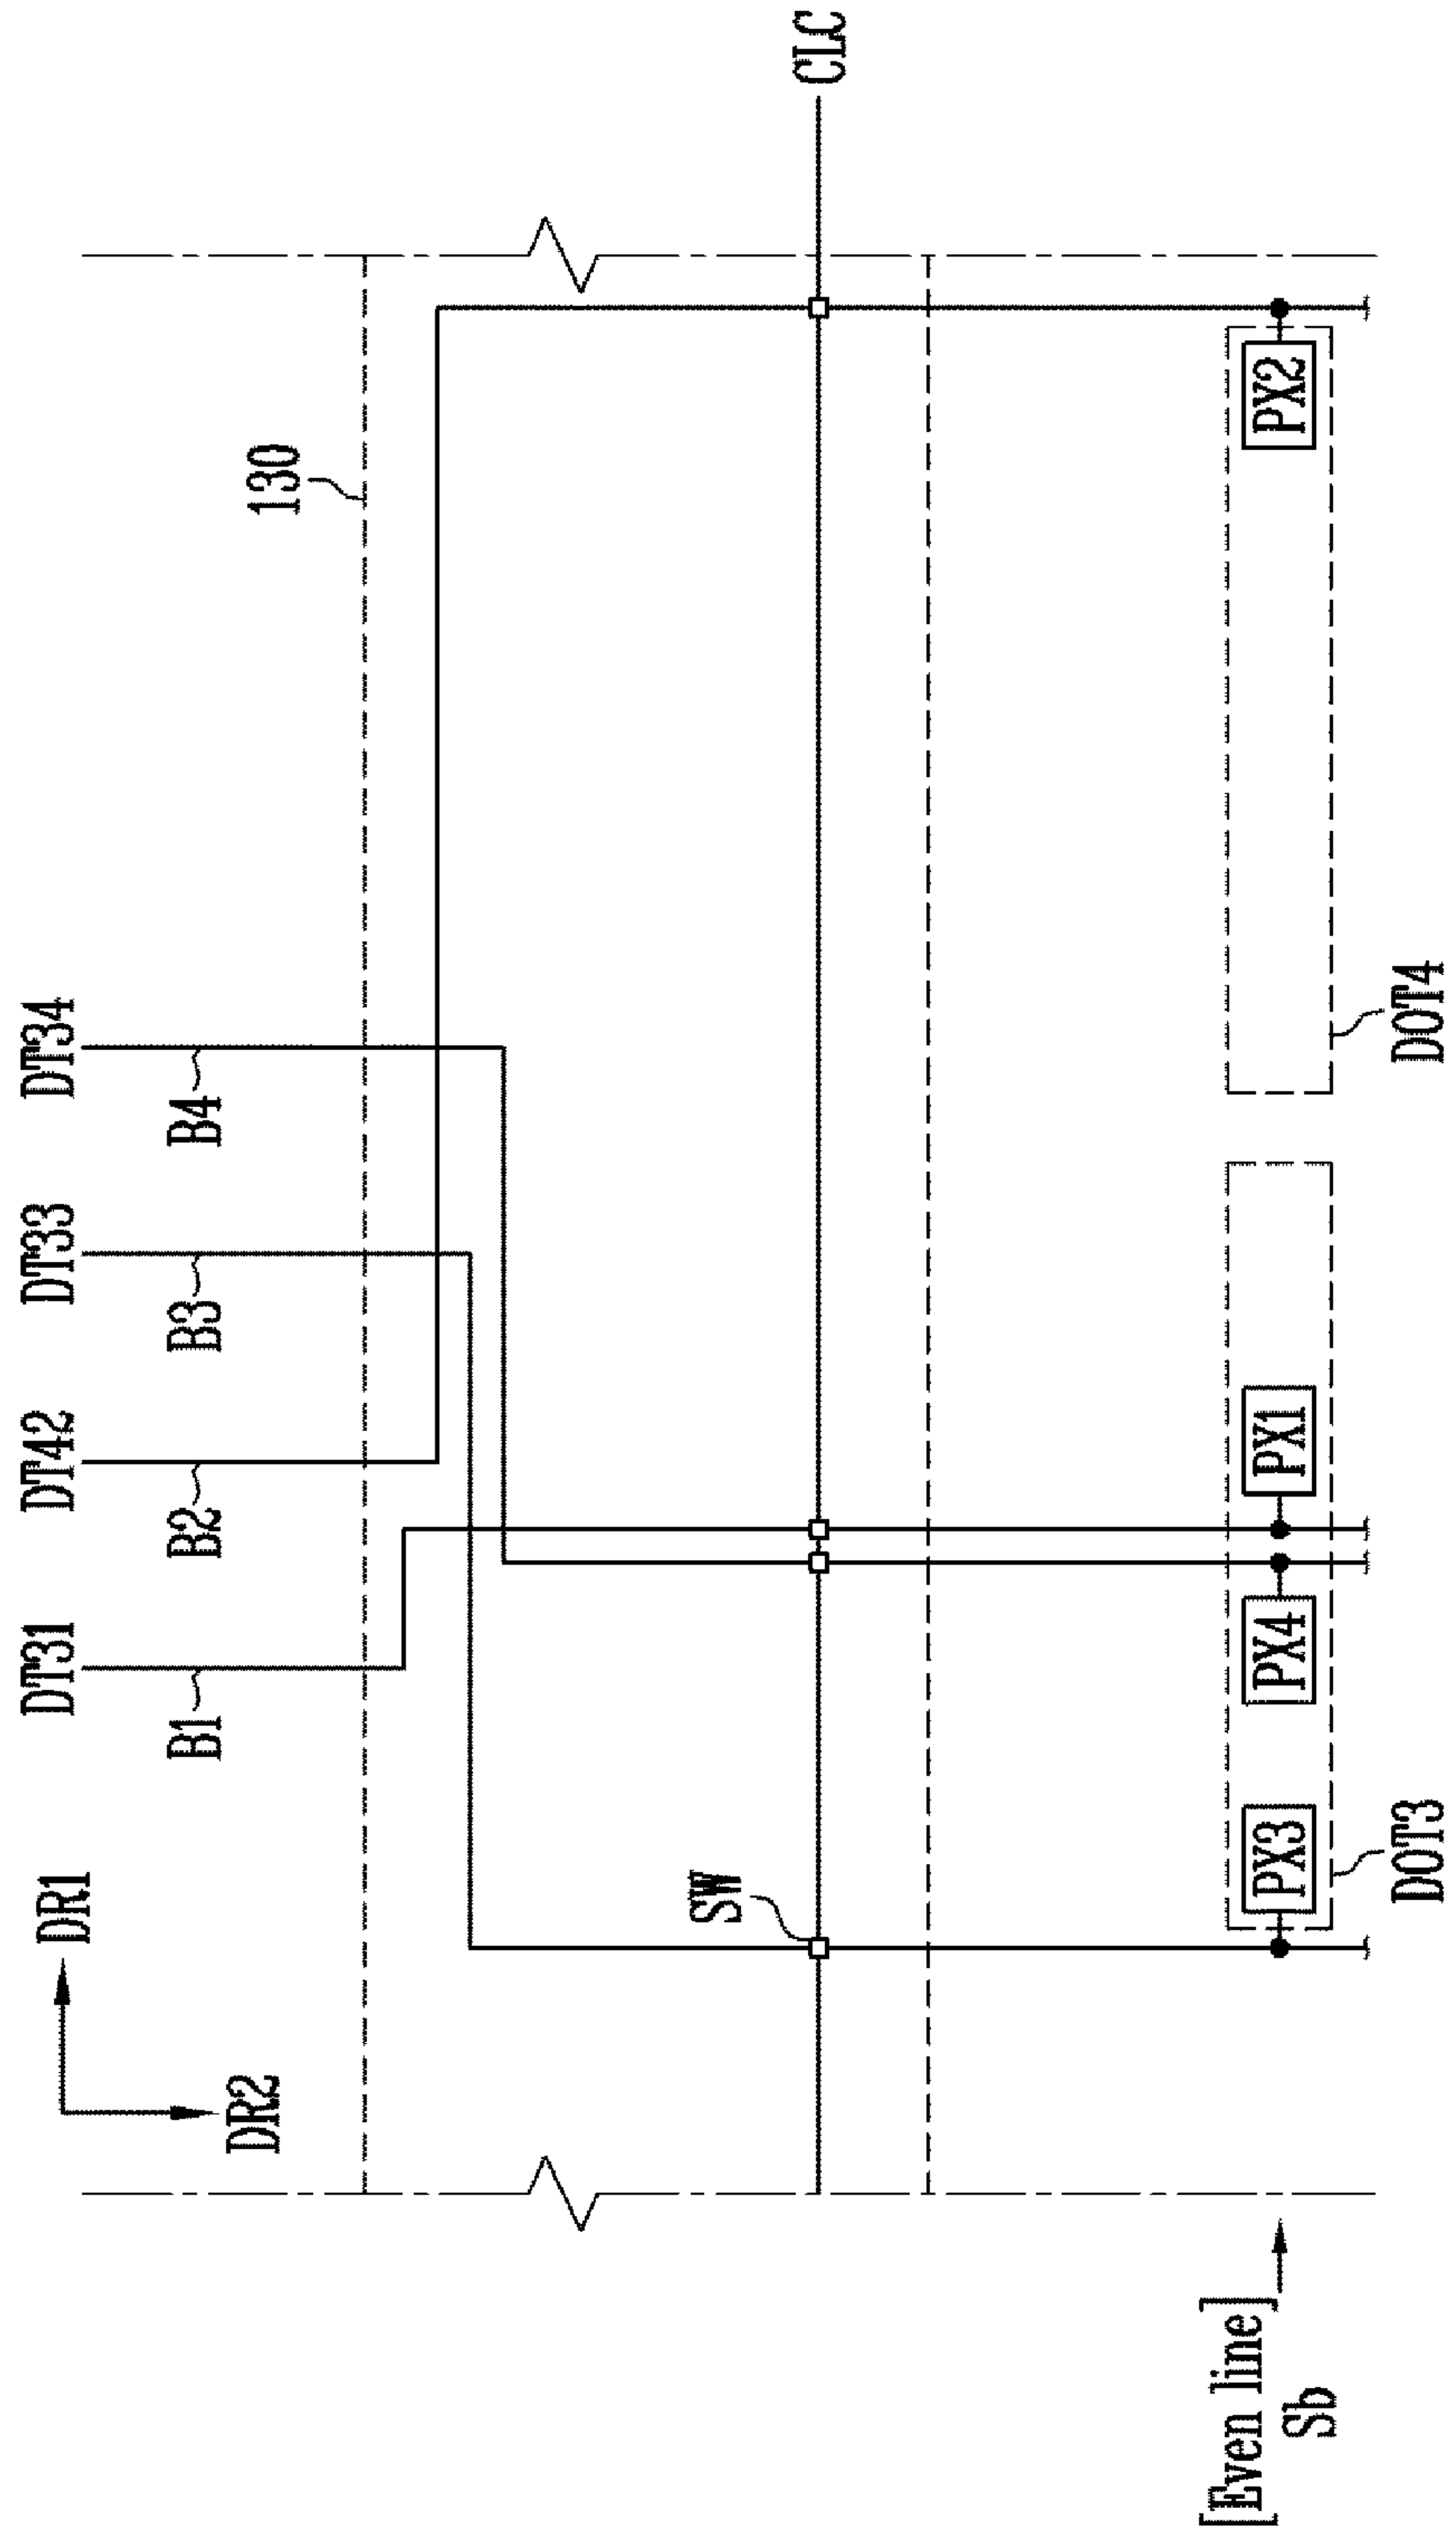 DR1
DR2
DT31
DT42
DT33
DT34
B1
B2
B3
B4
130
SW
CLC
[Even line]
Sb
PX3
PX4
PX1
PX2
DOT3
DOT4